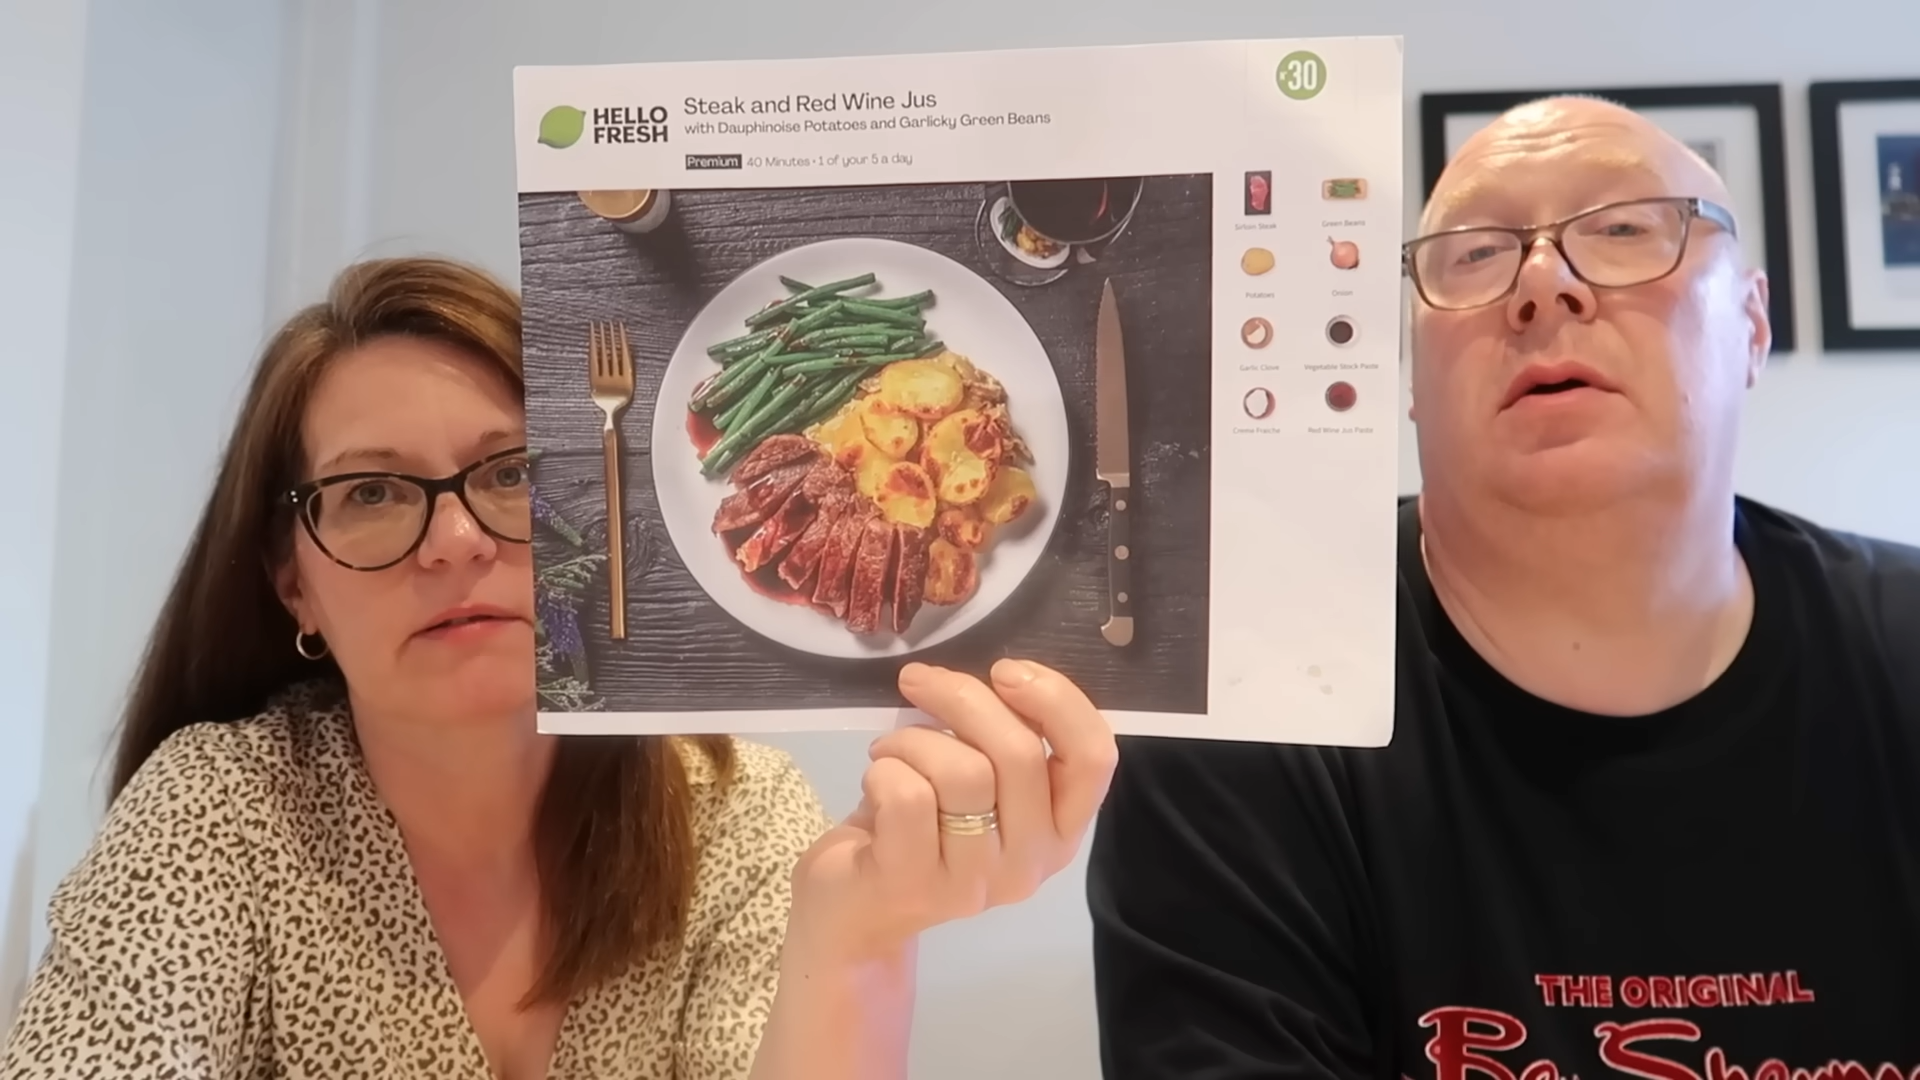 HELLO
FRESH
Steak and Red Wine Jus
with Dauphinoise Potatoes and Garlicky Green Beans
Premium 40 Minutes • 1 of your 5 a day
N° 30
Sirloin Steak
Green Beans
Potatoes
Onion
Garlic Clove
Vegetable Stock Paste
Creme Fraiche
Red Wine Jus Paste
THE ORIGINAL